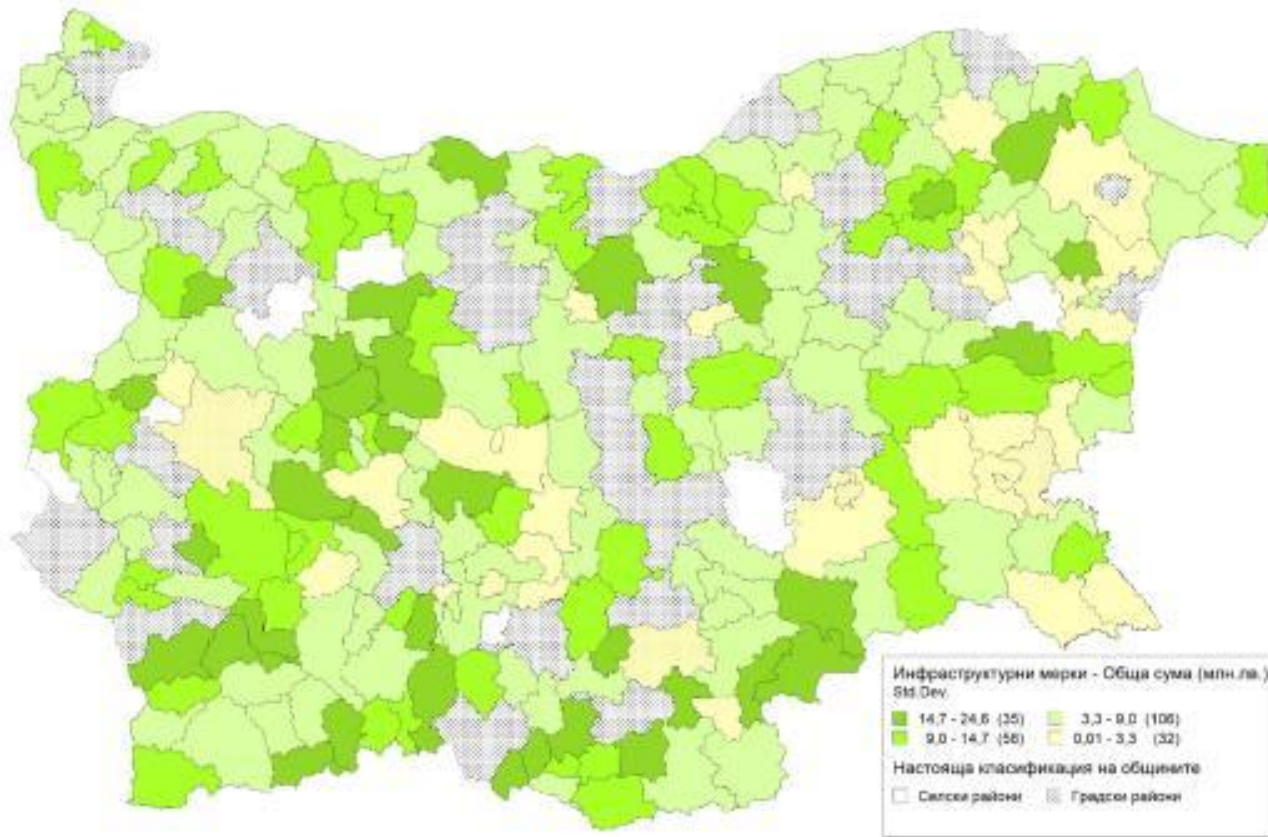 Инфраструктурни мерки - Обща сума (млн.лв.)
Std.Dev.
14,7 - 24,6 (35) 3,3 - 9,0 (106)
9,0 - 14,7 (56) 0,01 - 3,3 (32)
Настояща класификация на общините
Селски райони Градски райони